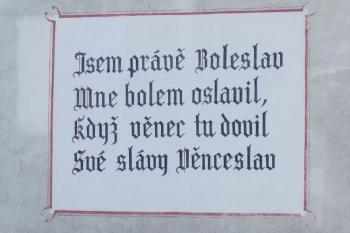 Jsem právě Boleslav
Mne bolem oslavil,
Když věnec tu dovil
Své slávy Věnceslav